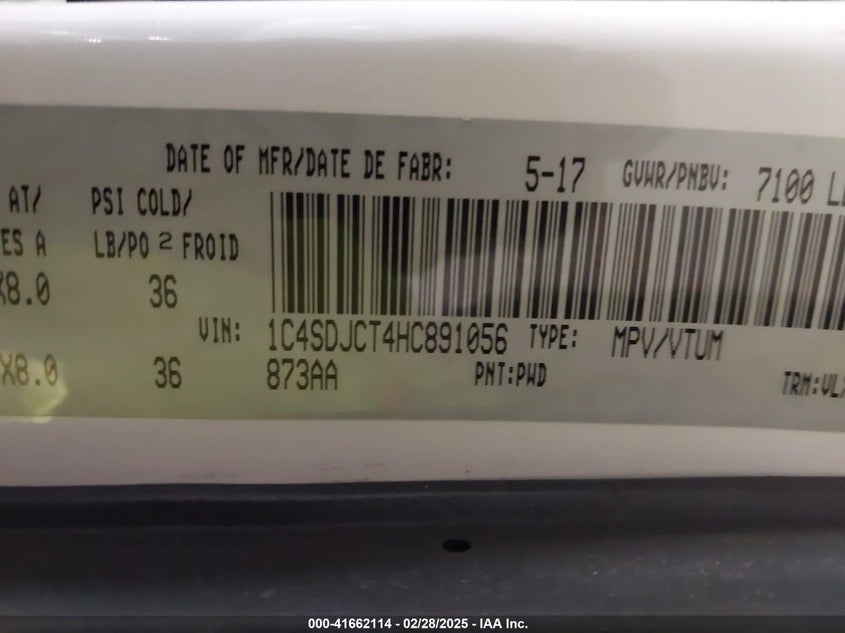 DATE OF MFR/DATE DE FABR: 5-17 GVWR/PNBV: 7100
AT/ PSI COLD/
ES A LB/PO 2 FROID
X8.0 36
VIN: 1C4SDJCT4HC891056 TYPE: MPV/VTUM
X8.0 36 873AA PNT:PWD TRM:
000-41662114 - 02/28/2025 - IAA Inc.